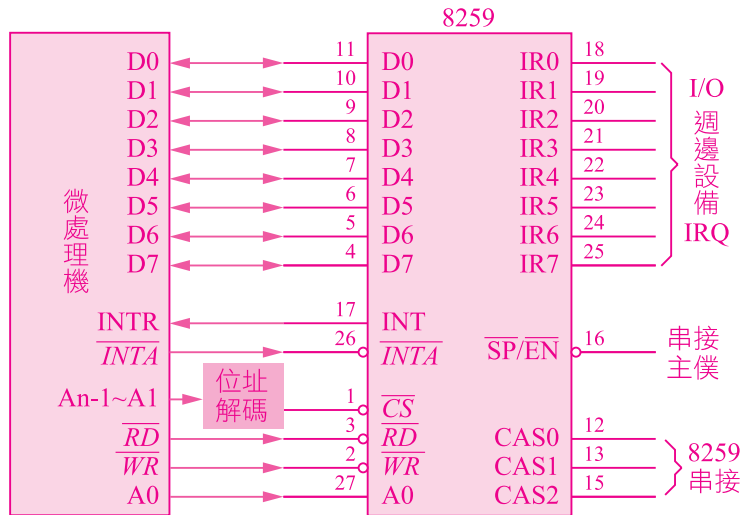 8259
D0 11 D0 IR0 18
D1 10 D1 IR1 19 I/O
D2 9 D2 IR2 20
D3 8 D3 IR3 21
D4 7 D4 IR4 22
D5 6 D5 IR5 23
D6 5 D6 IR6 24 IRQ
D7 4 D7 IR7 25
週邊設備
微處理機
INTR 17 INT
INTA 26 INTA SP/EN 16
串接
主僕
An-1~A1
位址
解碼
1 CS
RD 3 RD CAS0 12
WR 2 WR CAS1 13
A0 27 A0 CAS2 15
8259
串接